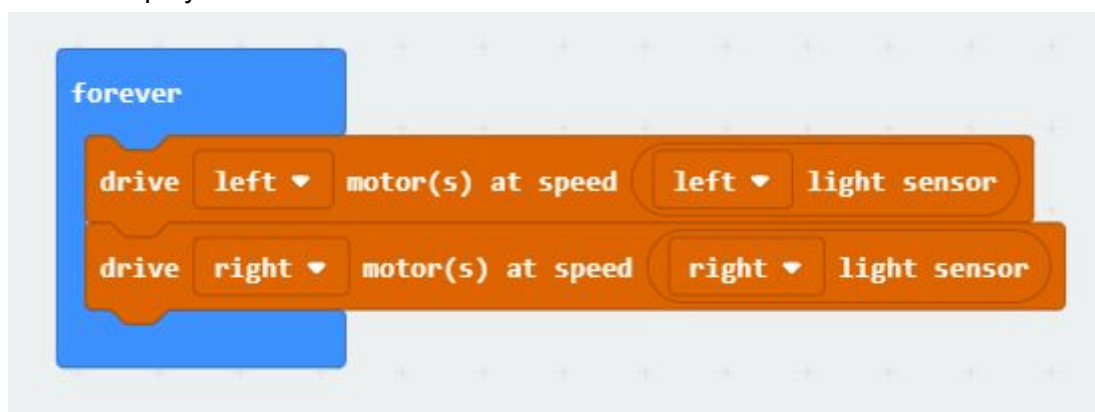 forever
drive left motor(s) at speed left light sensor
drive right motor(s) at speed right light sensor